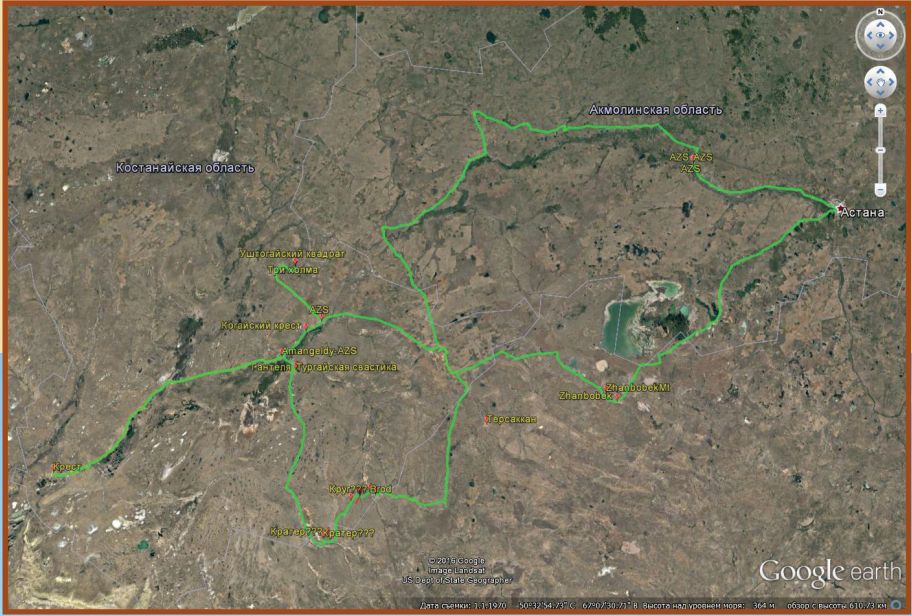 N
Акмолинская область
Костанайская область
AZS AZS
AZS
Астана
Уштогайский квадрат
Три холма
AZS
Когайский крест
Amangeldy-AZS
Гантеля Тургайская свастика
ZhanbobekMt
Zhanbobek
Терсаккан
Крест
Круг??? Brod
Кратер??? Кратер???
© 2016 Google
Image Landsat
US Dept of State Geographer
Google earth
Дата съемки: 1.1.1970 50°32'54.73" С 67°07'30.71" В Высота над уровнем моря: 364 м обзор с высоты 610.73 км